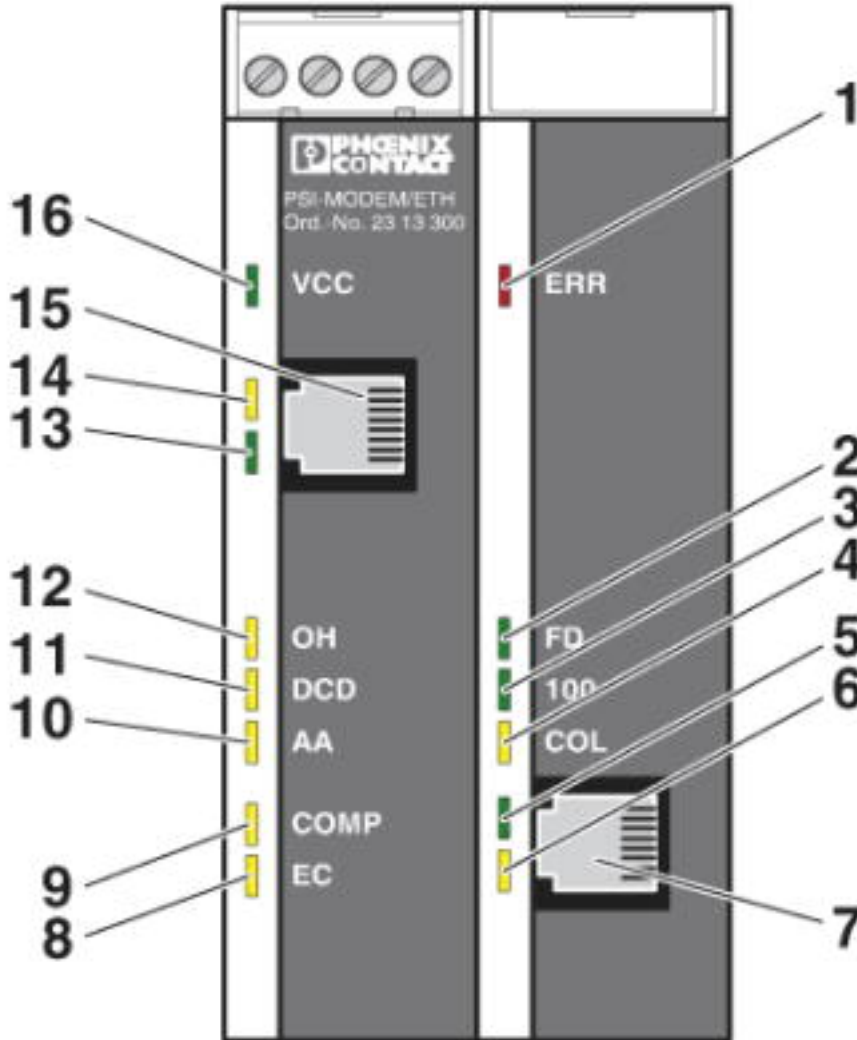 PHŒNIX
CONTACT
PSI-MODEM/ETH
Ord.-No. 23 13 300
1
16
VCC
ERR
15
14
13
2
3
4
12
OH
FD
5
11
DCD
100
6
10
AA
COL
9
COMP
8
EC
7